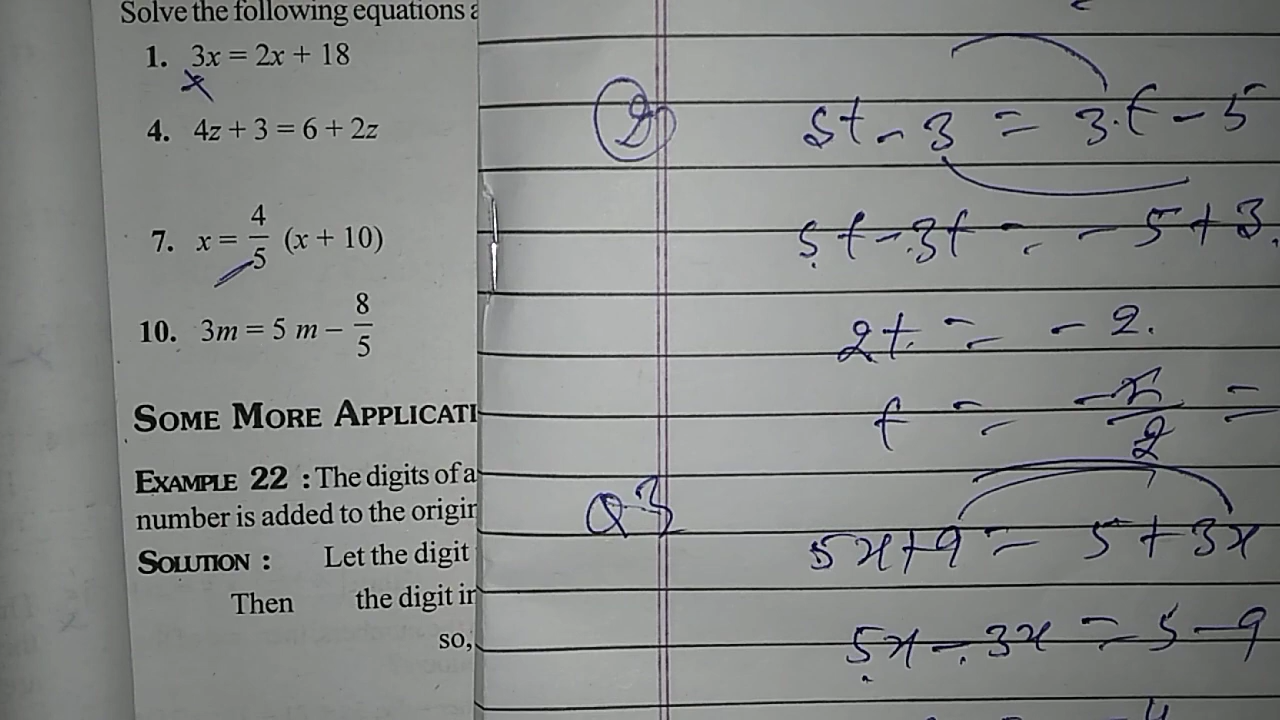 Solve the following equations a
1. 3x = 2x + 18
4. 4z + 3 = 6 + 2z
7. x = 4/5 (x + 10)
10. 3m = 5 m − 8/5
SOME MORE APPLICATI
EXAMPLE 22 : The digits of a
number is added to the origin
SOLUTION : Let the digit
Then the digit in
so,
5t - 3 = 3t - 5
5t - 3t = - 5 + 3.
2t = - 2.
t = -2/2 =
Q3
5x + 9 = 5 + 3x
5x - 3x = 5 - 9